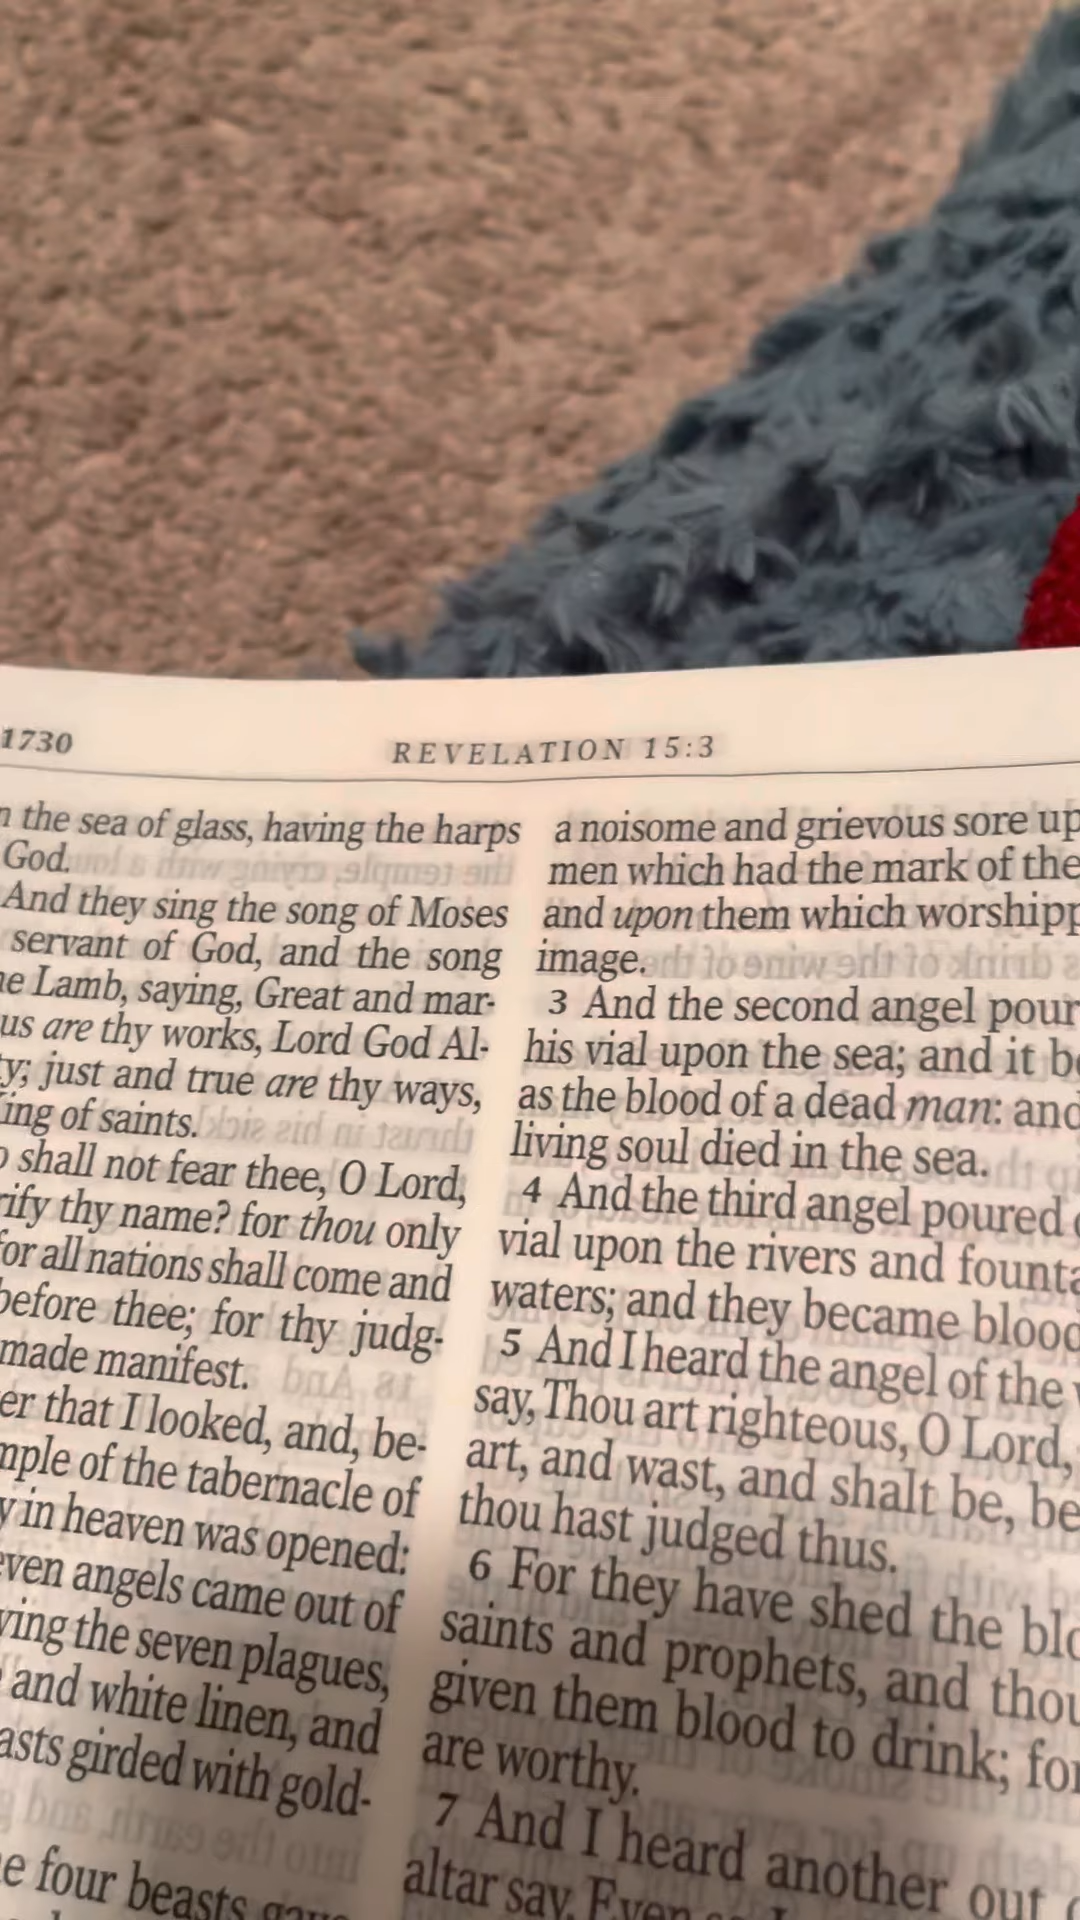 1730
REVELATION 15:3
the sea of glass, having the harps
God.
And they sing the song of Moses
servant of God, and the song
Lamb, saying, Great and mar-
us are thy works, Lord God Al-
ty; just and true are thy ways,
ing of saints.
shall not fear thee, O Lord,
rify thy name? for thou only
for all nations shall come and
before thee; for thy judg-
made manifest.
er that I looked, and, be-
mple of the tabernacle of
y in heaven was opened:
even angels came out of
ving the seven plagues,
and white linen, and
asts girded with gold-
e four beasts gave
a noisome and grievous sore up
men which had the mark of the
and upon them which worshipp
image.
3 And the second angel pour
his vial upon the sea; and it be
as the blood of a dead man: and
living soul died in the sea.
4 And the third angel poured
vial upon the rivers and founta
waters; and they became blood
5 And I heard the angel of the
say, Thou art righteous, O Lord,
art, and wast, and shalt be, be
thou hast judged thus.
6 For they have shed the blo
saints and prophets, and thou
given them blood to drink; for
are worthy.
7 And I heard another out
altar say, Even